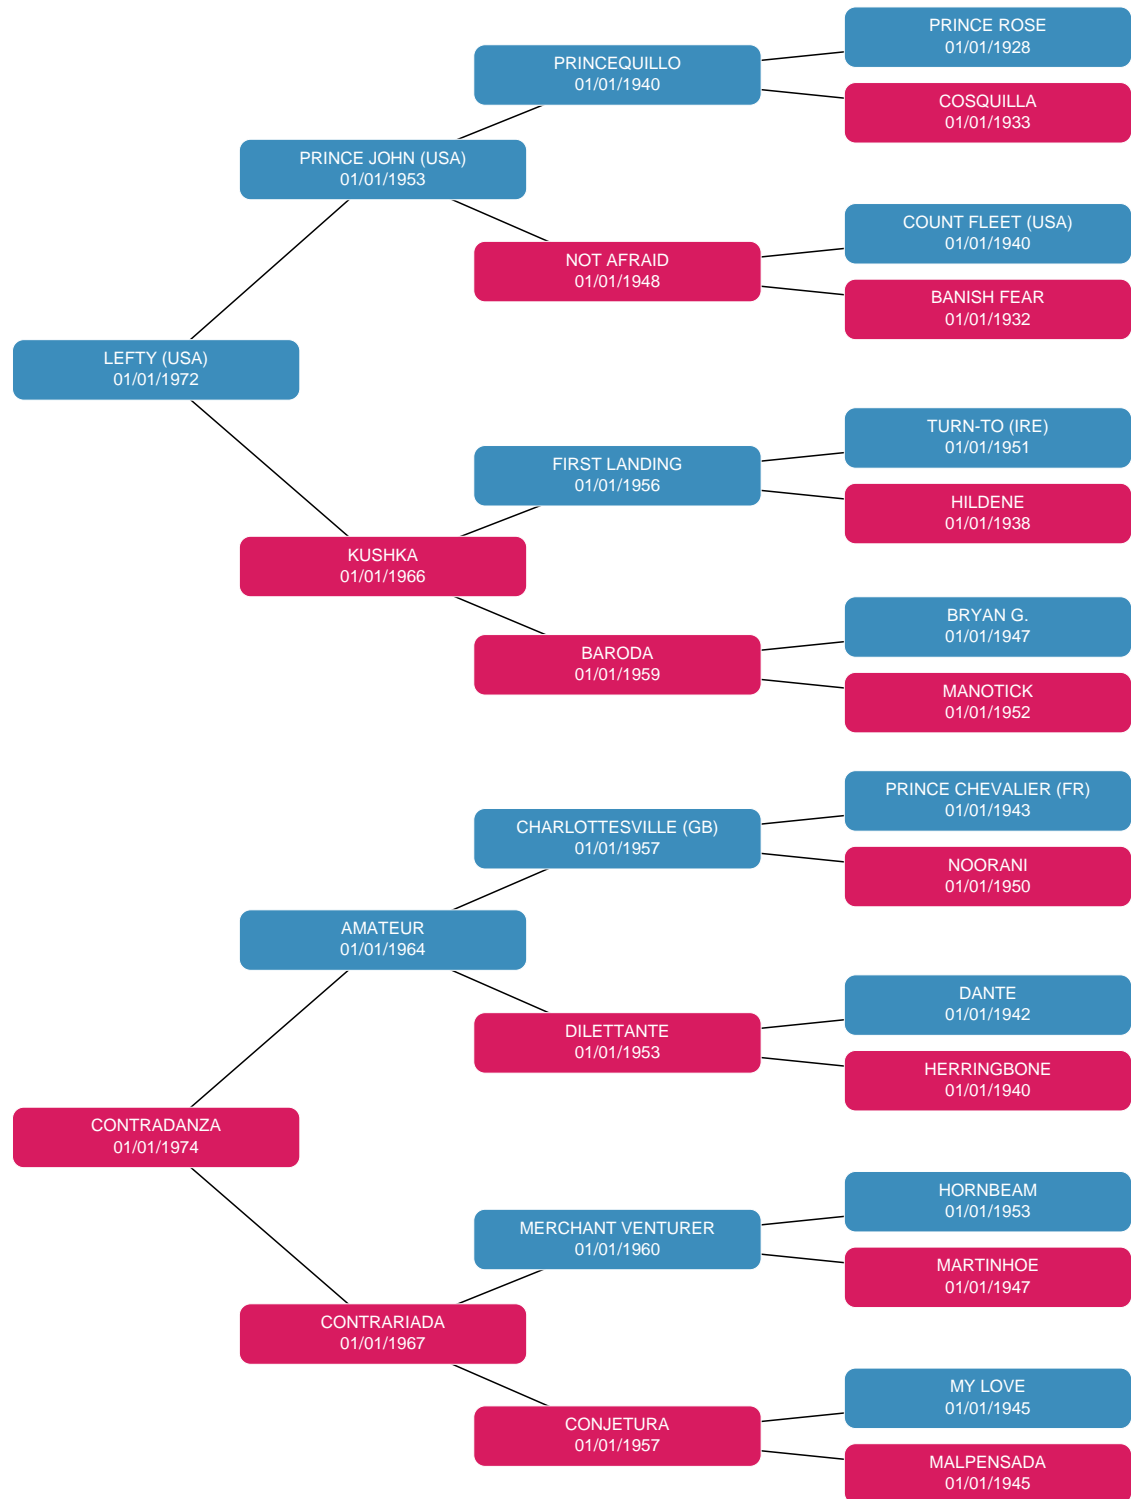 PRINCE ROSE
01/01/1928
PRINCEQUILLO
01/01/1940
COSQUILLA
01/01/1933
PRINCE JOHN (USA)
01/01/1953
COUNT FLEET (USA)
01/01/1940
NOT AFRAID
01/01/1948
BANISH FEAR
01/01/1932
LEFTY (USA)
01/01/1972
TURN-TO (IRE)
01/01/1951
FIRST LANDING
01/01/1956
HILDENE
01/01/1938
KUSHKA
01/01/1966
BRYAN G.
01/01/1947
BARODA
01/01/1959
MANOTICK
01/01/1952
PRINCE CHEVALIER (FR)
01/01/1943
CHARLOTTESVILLE (GB)
01/01/1957
NOORANI
01/01/1950
AMATEUR
01/01/1964
DANTE
01/01/1942
DILETTANTE
01/01/1953
HERRINGBONE
01/01/1940
CONTRADANZA
01/01/1974
HORNBEAM
01/01/1953
MERCHANT VENTURER
01/01/1960
MARTINHOE
01/01/1947
CONTRARIADA
01/01/1967
MY LOVE
01/01/1945
CONJETURA
01/01/1957
MALPENSADA
01/01/1945